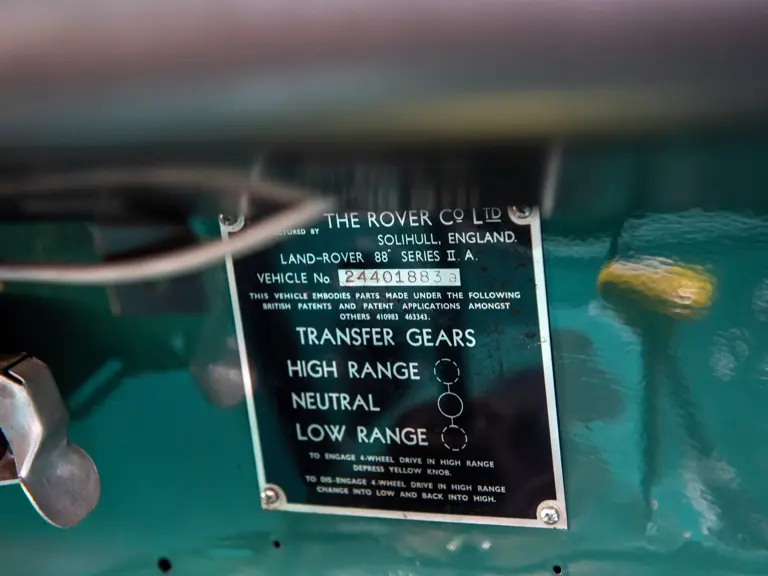 THE ROVER Co LTD
SOLIHULL, ENGLAND.
LAND-ROVER 88" SERIES II. A.
VEHICLE No. 24401883a
THIS VEHICLE EMBODIES PARTS MADE UNDER THE FOLLOWING
BRITISH PATENTS AND PATENT APPLICATIONS AMONGST
OTHERS 410983 463343.
TRANSFER GEARS
HIGH RANGE
NEUTRAL
LOW RANGE
TO ENGAGE 4-WHEEL DRIVE IN HIGH RANGE
DEPRESS YELLOW KNOB.
TO DIS-ENGAGE 4-WHEEL DRIVE IN HIGH RANGE
CHANGE INTO LOW AND BACK INTO HIGH.